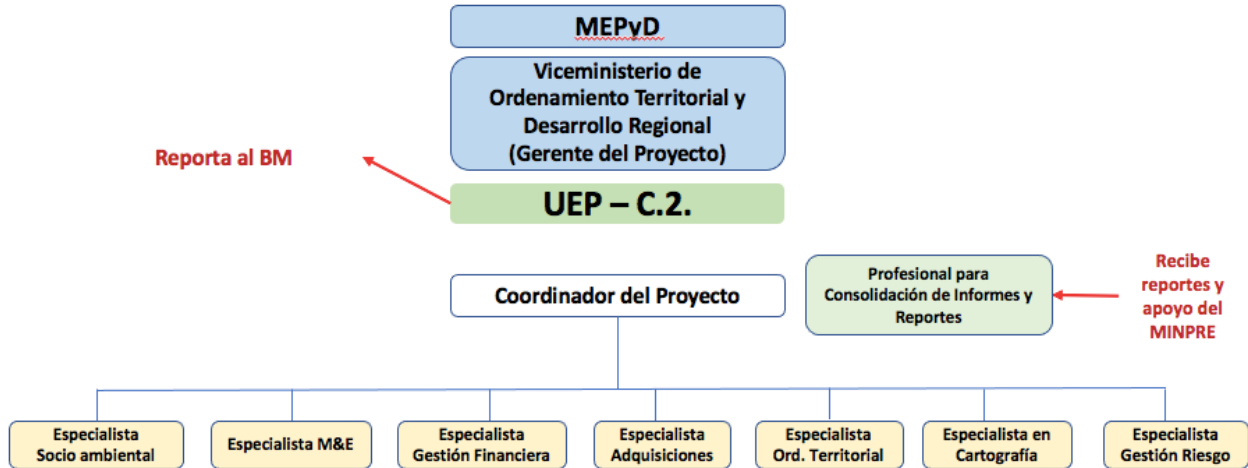 MEPyD
Viceministerio de
Ordenamiento Territorial y
Desarrollo Regional
(Gerente del Proyecto)
Reporta al BM
UEP – C.2.
Coordinador del Proyecto
Profesional para
Consolidación de Informes y
Reportes
Recibe
reportes y
apoyo del
MINPRE
Especialista
Socio ambiental
Especialista M&E
Especialista
Gestión Financiera
Especialista
Adquisiciones
Especialista
Ord. Territorial
Especialista en
Cartografía
Especialista
Gestión Riesgo